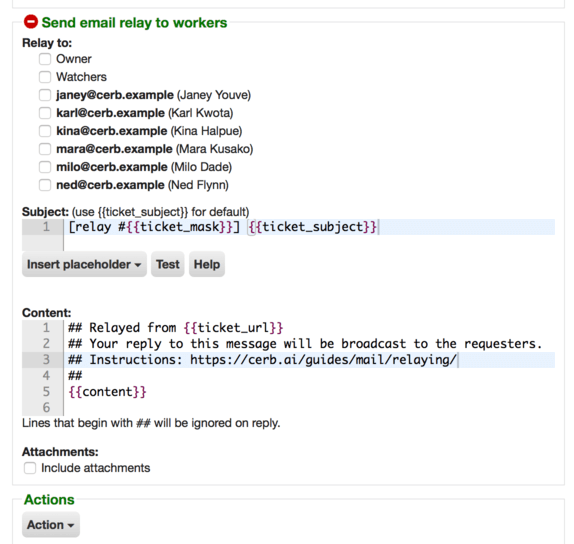 Send email relay to workers
Relay to:
Owner
Watchers
janey@cerb.example (Janey Youve)
karl@cerb.example (Karl Kwota)
kina@cerb.example (Kina Halpue)
mara@cerb.example (Mara Kusako)
milo@cerb.example (Milo Dade)
ned@cerb.example (Ned Flynn)
Subject: (use {{ticket_subject}} for default)
1 [relay #{{ticket_mask}}] {{ticket_subject}}
Insert placeholder Test Help
Content:
1 ## Relayed from {{ticket_url}}
2 ## Your reply to this message will be broadcast to the requesters.
3 ## Instructions: https://cerb.ai/guides/mail/relaying/
4 ##
5 {{content}}
6
Lines that begin with ## will be ignored on reply.
Attachments:
Include attachments
Actions
Action